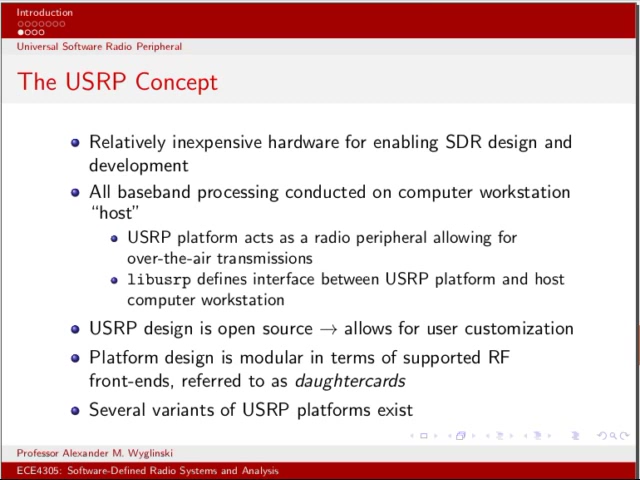 Introduction
Universal Software Radio Peripheral
The USRP Concept
Relatively inexpensive hardware for enabling SDR design and
development
All baseband processing conducted on computer workstation
“host”
USRP platform acts as a radio peripheral allowing for
over-the-air transmissions
libusrp defines interface between USRP platform and host
computer workstation
USRP design is open source → allows for user customization
Platform design is modular in terms of supported RF
front-ends, referred to as daughtercards
Several variants of USRP platforms exist
Professor Alexander M. Wyglinski
ECE4305: Software-Defined Radio Systems and Analysis